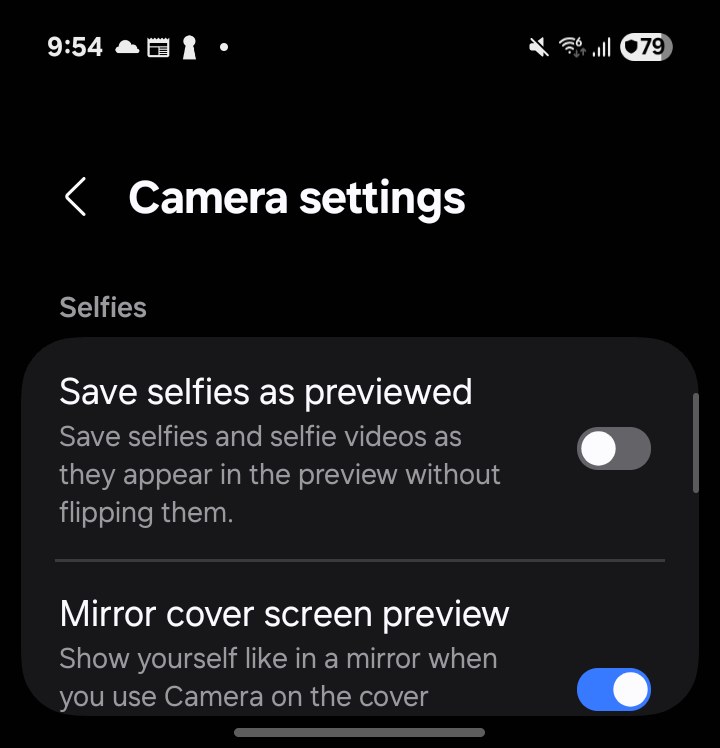 9:54
6
79
Camera settings
Selfies
Save selfies as previewed
Save selfies and selfie videos as
they appear in the preview without
flipping them.
Mirror cover screen preview
Show yourself like in a mirror when
you use Camera on the cover